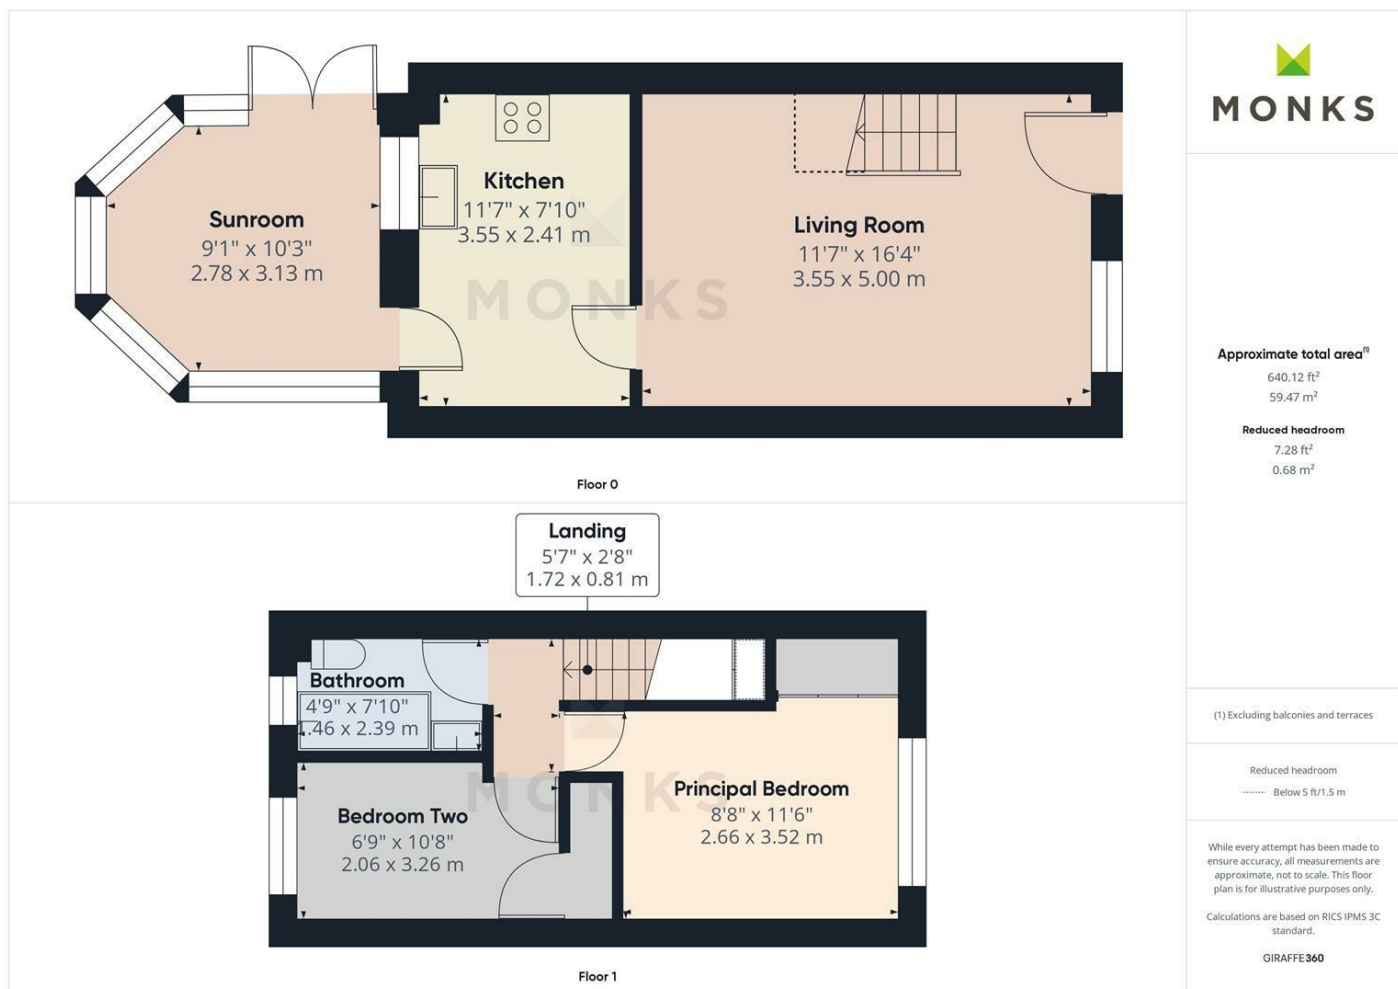 Sunroom
9'1" x 10'3"
2.78 x 3.13 m
Kitchen
11'7" x 7'10"
3.55 x 2.41 m
Living Room
11'7" x 16'4"
3.55 x 5.00 m
MONKS
Floor 0
Landing
5'7" x 2'8"
1.72 x 0.81 m
Bathroom
4'9" x 7'10"
1.46 x 2.39 m
Bedroom Two
6'9" x 10'8"
2.06 x 3.26 m
Principal Bedroom
8'8" x 11'6"
2.66 x 3.52 m
MONKS
Floor 1
MONKS
Approximate total area(1)
640.12 ft²
59.47 m²
Reduced headroom
7.28 ft²
0.68 m²
(1) Excluding balconies and terraces
Reduced headroom
Below 5 ft/1.5 m
While every attempt has been made to
ensure accuracy, all measurements are
approximate, not to scale. This floor
plan is for illustrative purposes only.
Calculations are based on RICS IPMS 3C
standard.
GIRAFFE360